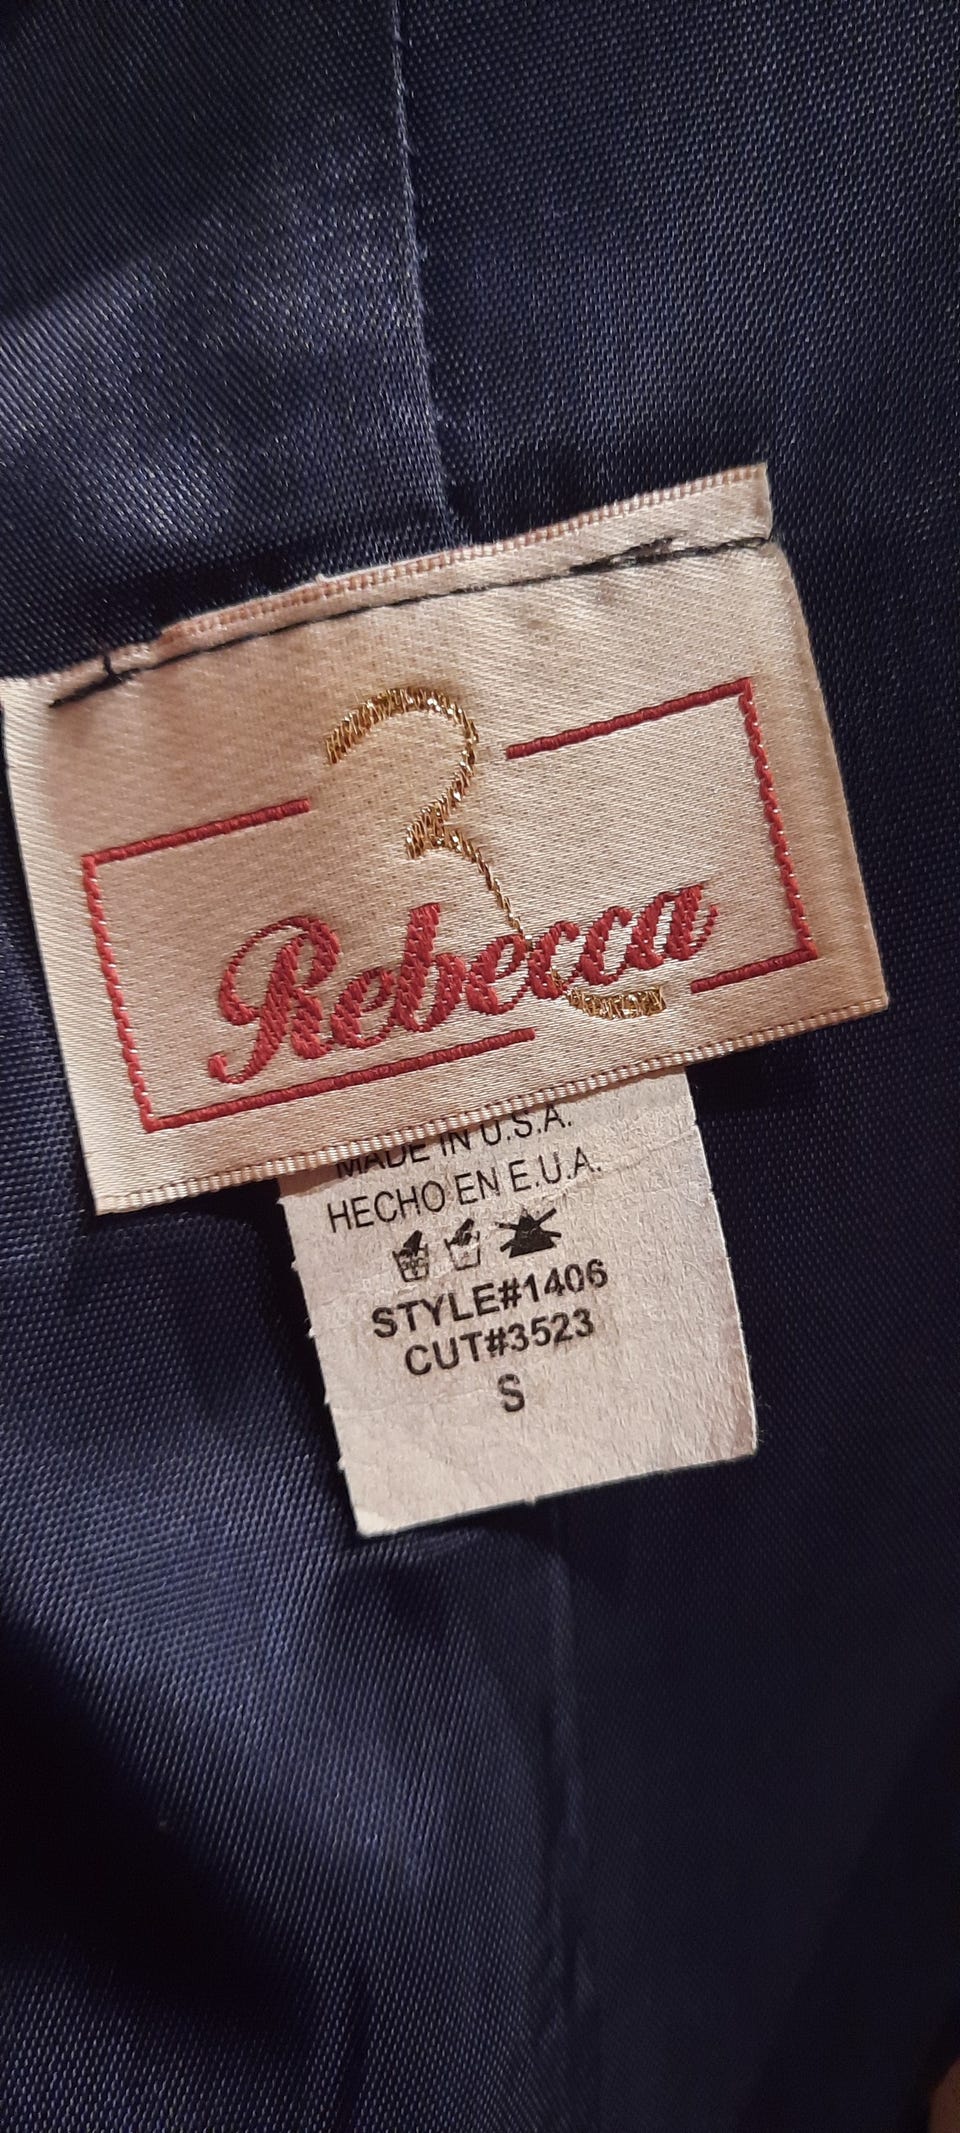 Rebecca
MADE IN U.S.A.
HECHO EN E.U.A.
STYLE#1406
CUT#3523
S